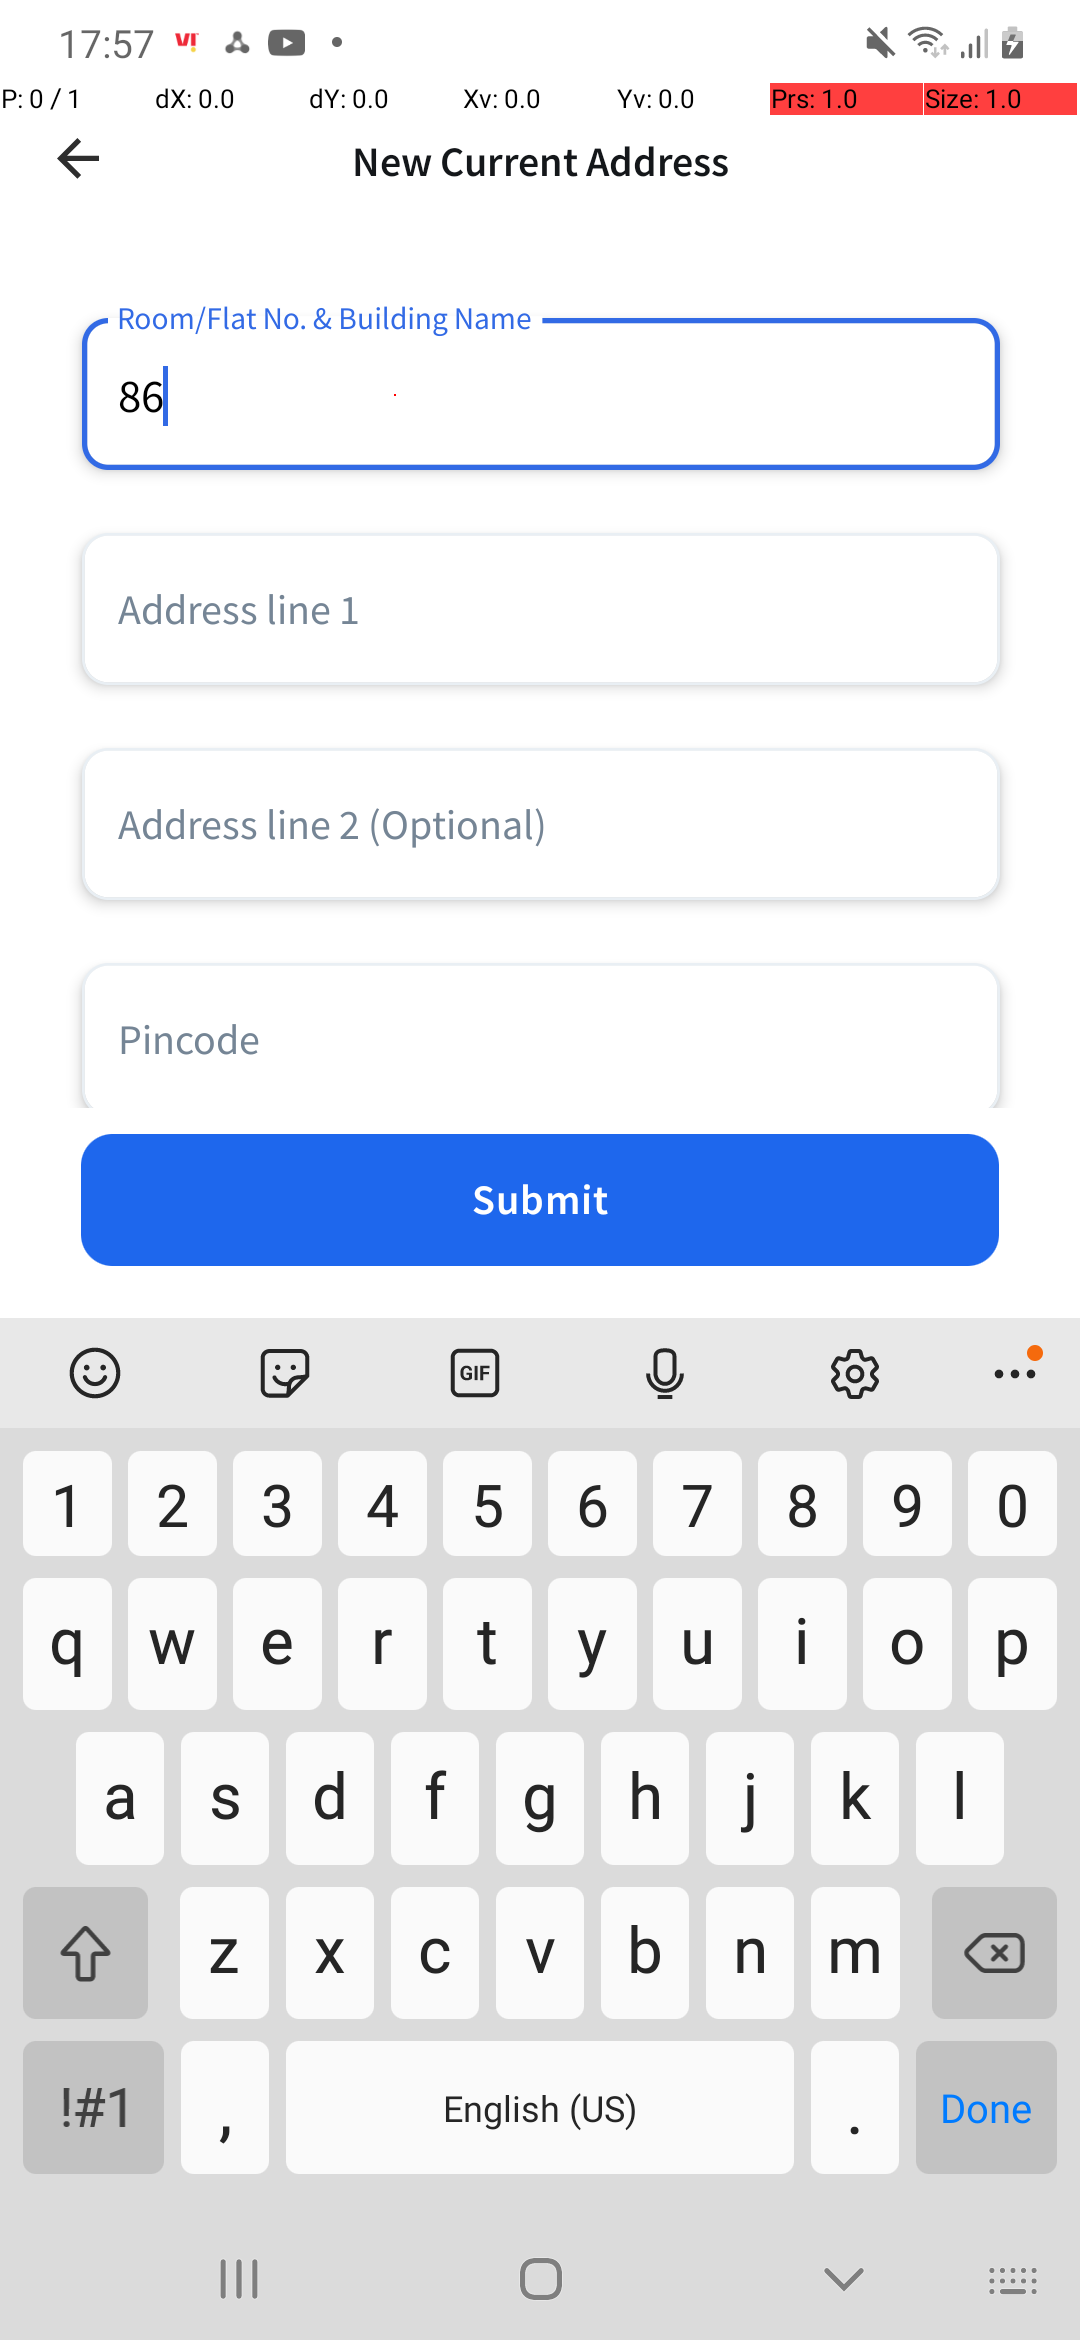 17:57
P: 0 / 1 dX: 0.0 dY: 0.0 Xv: 0.0 Yv: 0.0 Prs: 1.0 Size: 1.0
New Current Address
Room/Flat No. & Building Name
86
Address line 1
Address line 2 (Optional)
Pincode
Submit
GIF
1 2 3 4 5 6 7 8 9 0
q w e r t y u i o p
a s d f g h j k l
z x c v b n m
!#1 , English (US) . Done